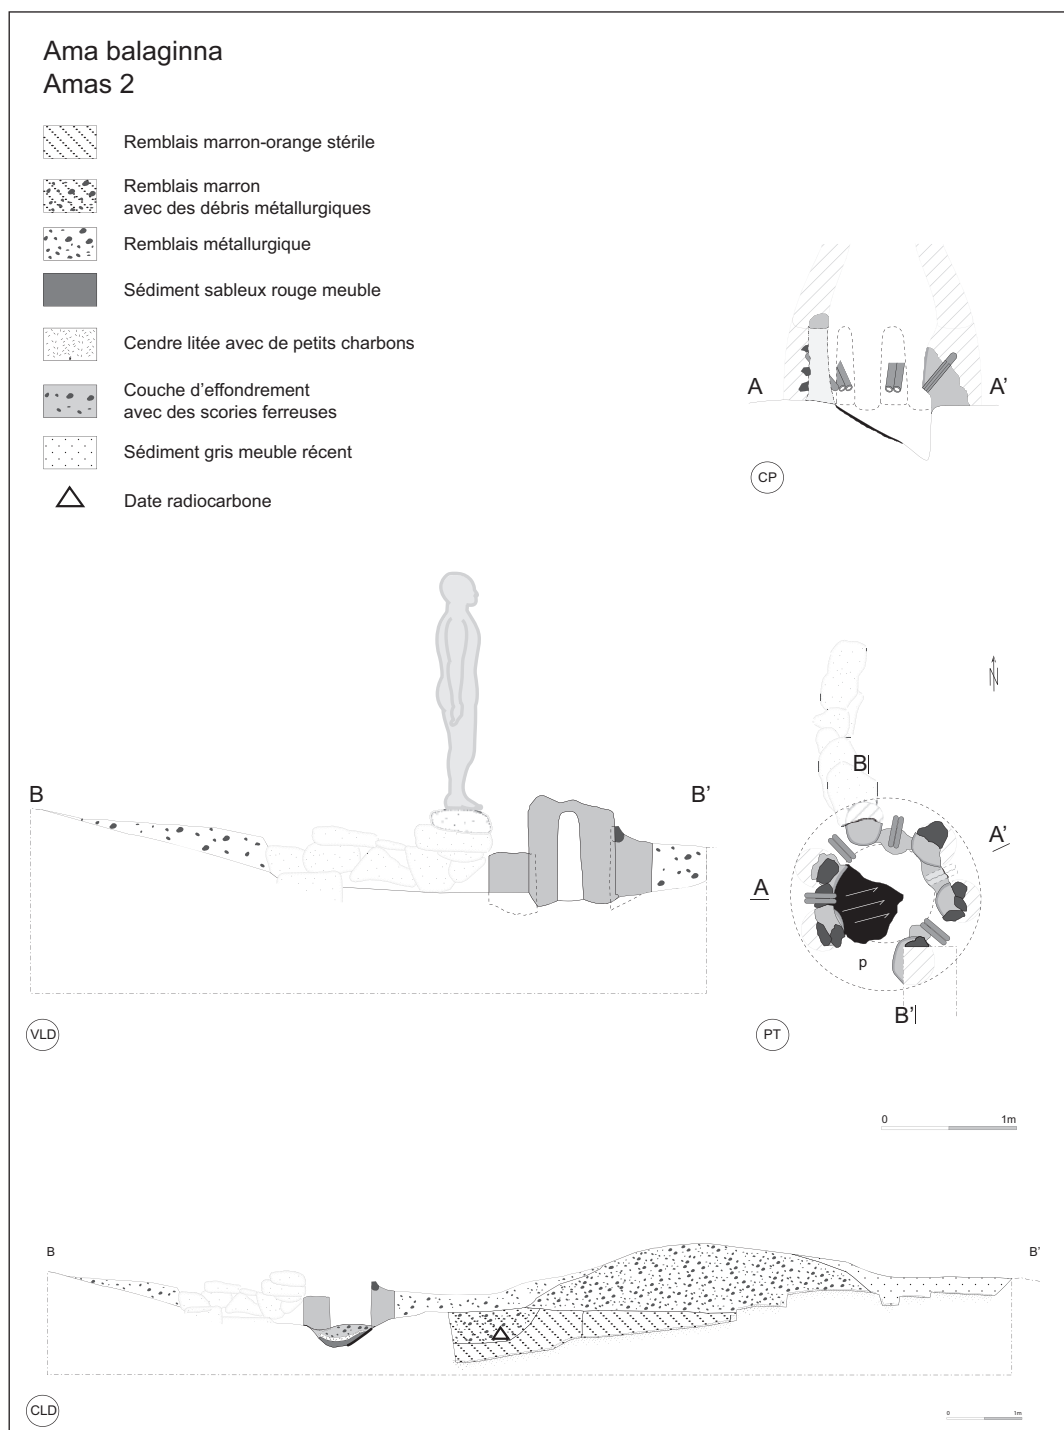 Ama balaginna
Amas 2
Remblais marron-orange stérile
Remblais marron
avec des débris métallurgiques
Remblais métallurgique
Sédiment sableux rouge meuble
Cendre litée avec de petits charbons
Couche d’effondrement
avec des scories ferreuses
Sédiment gris meuble récent
Date radiocarbone
A
A’
CP
B
B’
VLD
N
B
A’
A
p
B’
PT
0
1m
B
B’
CLD
0
1m